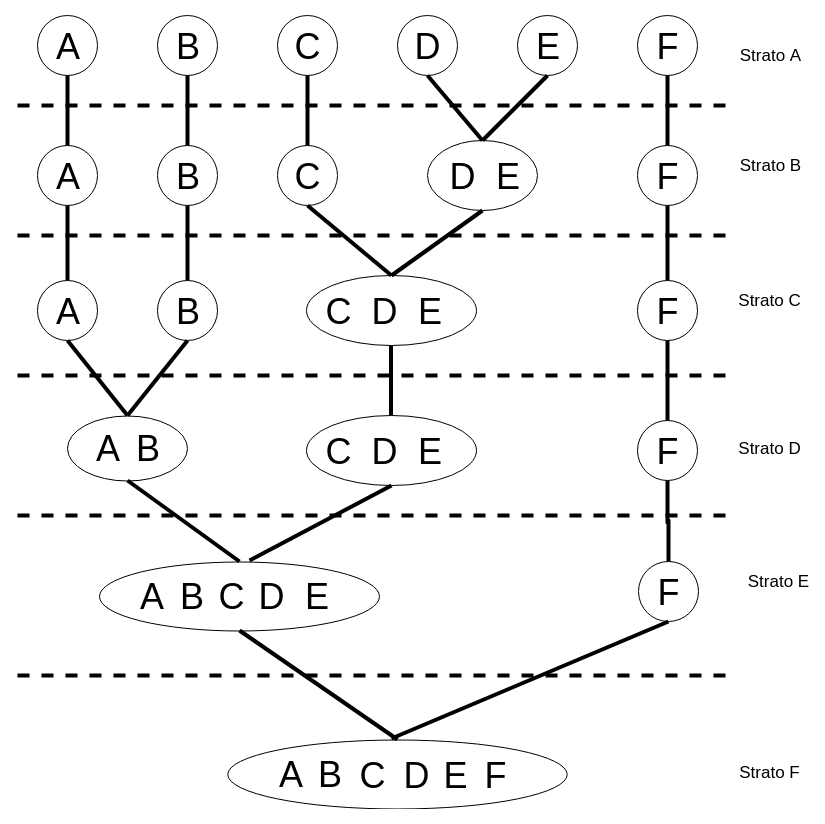 A B C D E F Strato A
A B C D E F Strato B
A B C D E F Strato C
A B C D E F Strato D
A B C D E F Strato E
A B C D E F Strato F